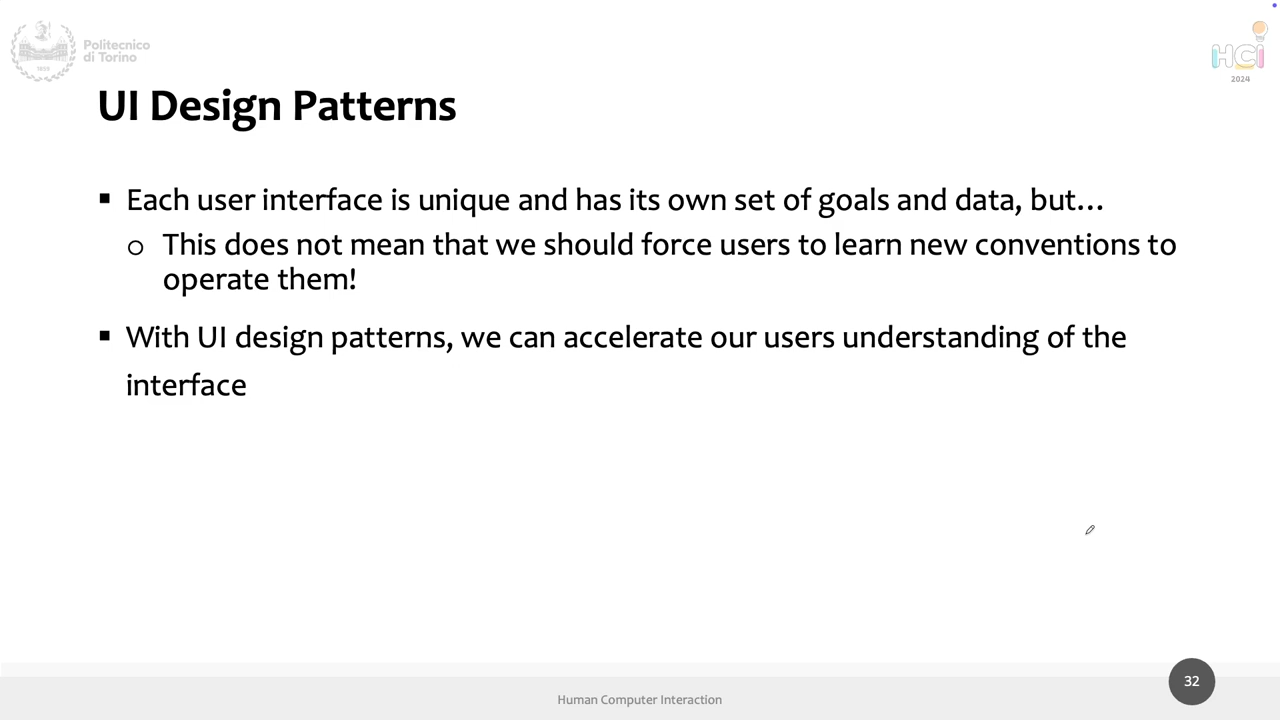 Politecnico
di Torino
1859
HCI
2024
UI Design Patterns
▪ Each user interface is unique and has its own set of goals and data, but…
o This does not mean that we should force users to learn new conventions to
operate them!
▪ With UI design patterns, we can accelerate our users understanding of the
interface
Human Computer Interaction
32